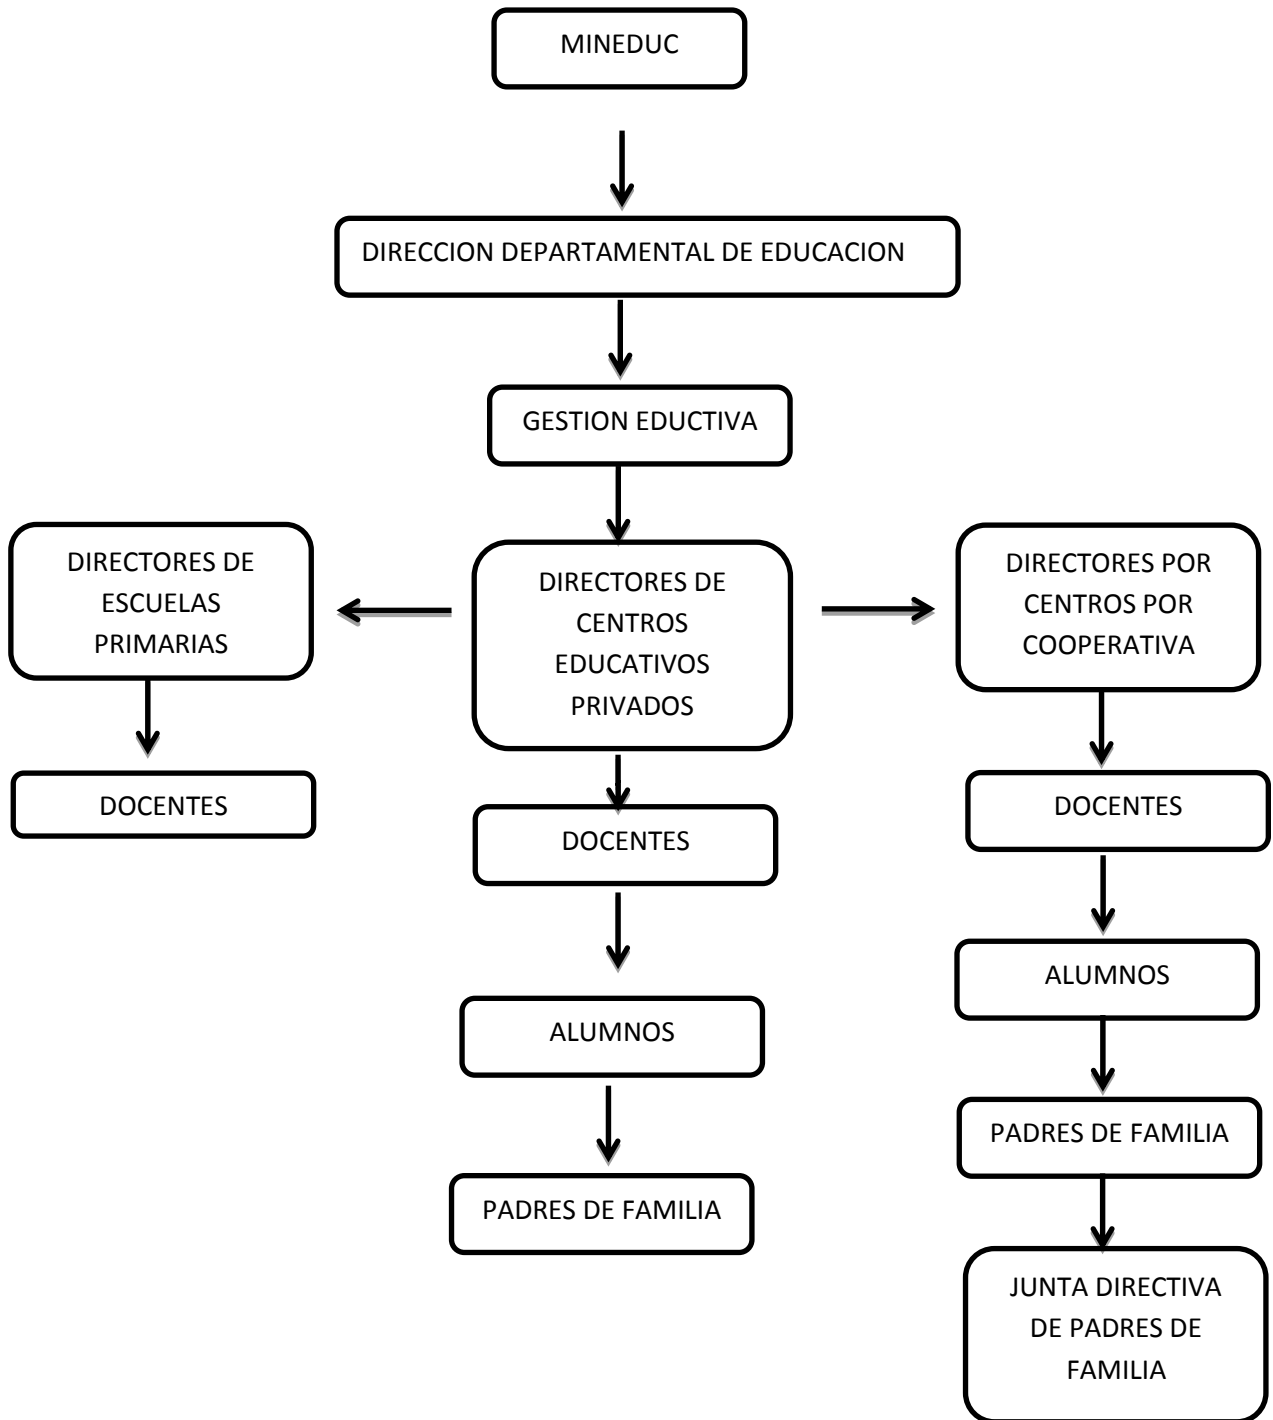 MINEDUC
DIRECCION DEPARTAMENTAL DE EDUCACION
GESTION EDUCTIVA
DIRECTORES DE
ESCUELAS
PRIMARIAS
DOCENTES
DIRECTORES DE
CENTROS
EDUCATIVOS
PRIVADOS
DOCENTES
ALUMNOS
PADRES DE FAMILIA
DIRECTORES POR
CENTROS POR
COOPERATIVA
DOCENTES
ALUMNOS
PADRES DE FAMILIA
JUNTA DIRECTIVA
DE PADRES DE
FAMILIA